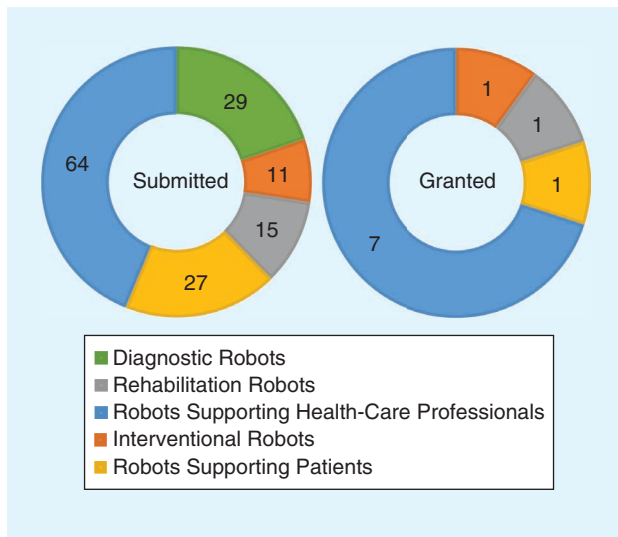 29
64
Submitted
11
15
27
1
1
Granted
1
7
Diagnostic Robots
Rehabilitation Robots
Robots Supporting Health-Care Professionals
Interventional Robots
Robots Supporting Patients